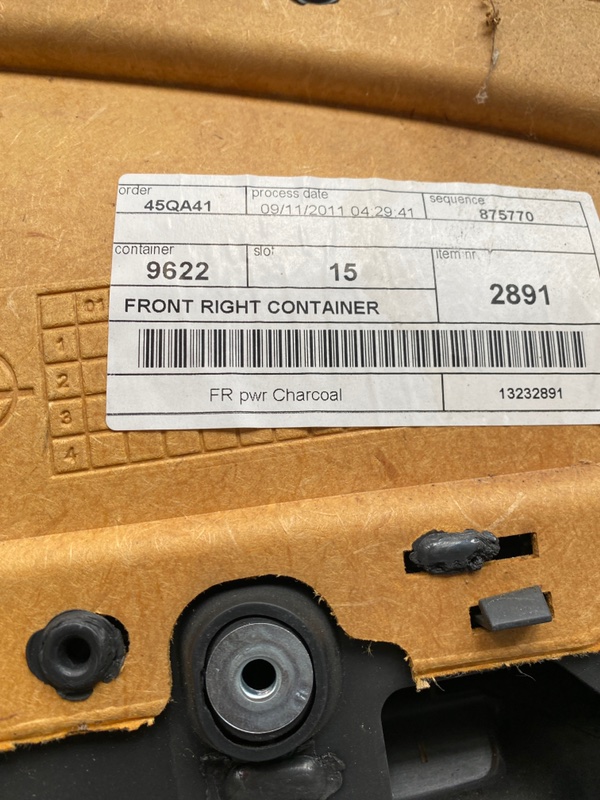 order process date sequence
45QA41 09/11/2011 04:29:41 875770
container slot item nr.
9622 15 2891
FRONT RIGHT CONTAINER
FR pwr Charcoal 13232891
01
1
2
3
4